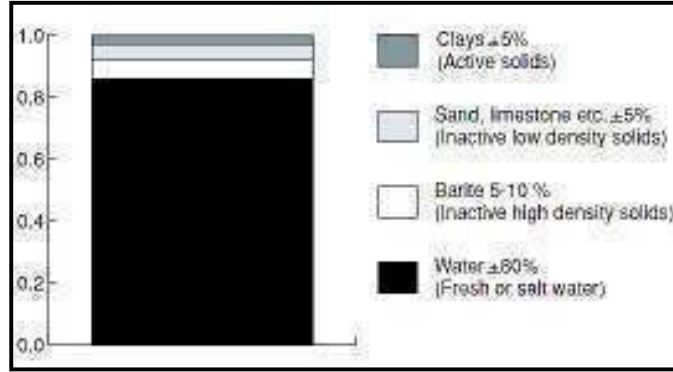 1.0
0.8
0.6
0.4
0.2
0.0
Clays ±5%
(Active solids)
Sand, limestone etc. ±5%
(Inactive low density solids)
Barite 5-10 %
(Inactive high density solids)
Water ±80%
(Fresh or salt water)